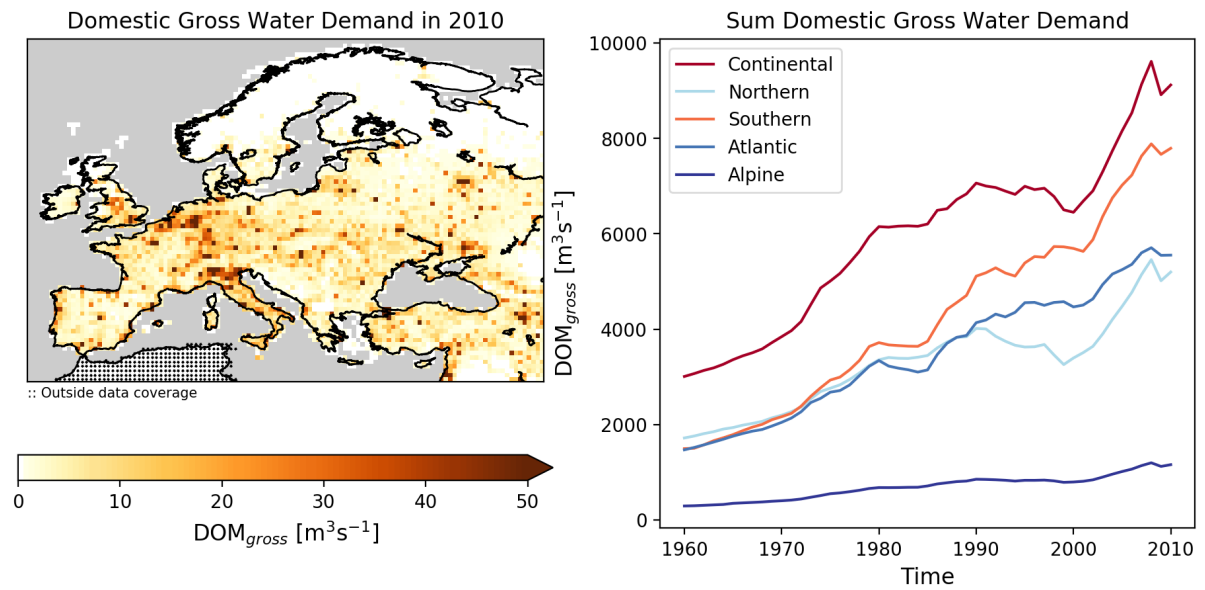 Domestic Gross Water Demand in 2010
:: Outside data coverage
0 10 20 30 40 50
DOM_gross [m³s⁻¹]
Sum Domestic Gross Water Demand
DOM_gross [m³s⁻¹]
10000
8000
6000
4000
2000
0
Continental
Northern
Southern
Atlantic
Alpine
1960 1970 1980 1990 2000 2010
Time